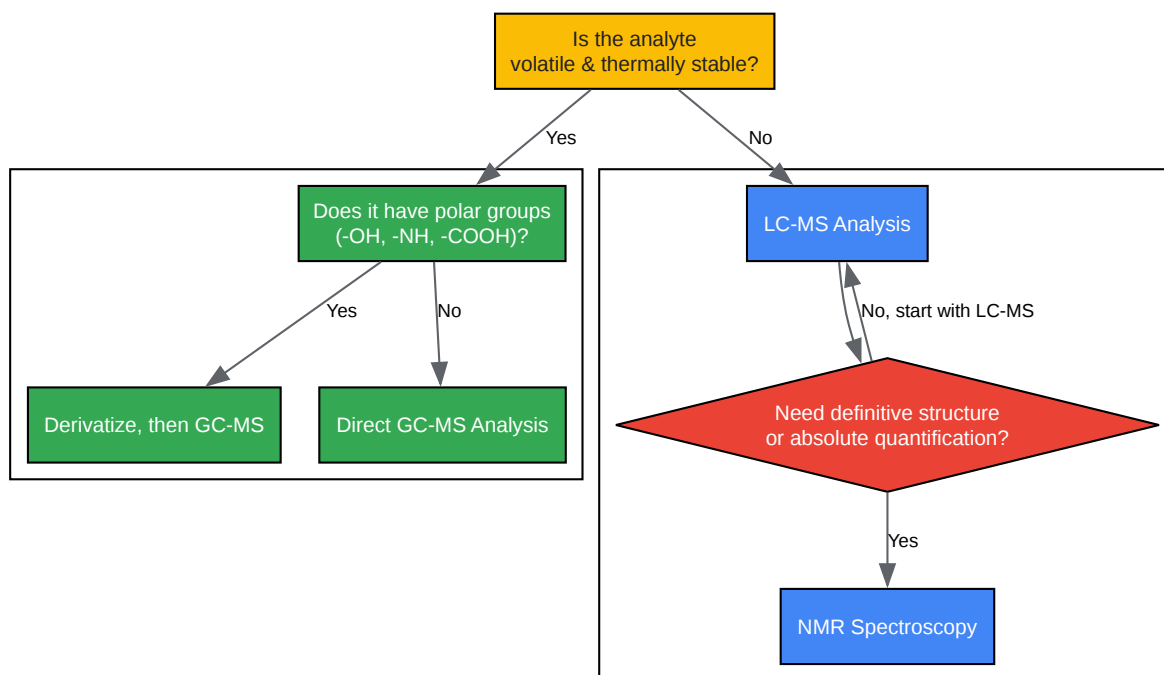 Is the analyte
volatile & thermally stable?
Yes
No
Does it have polar groups
(-OH, -NH, -COOH)?
LC-MS Analysis
Yes
No
No, start with LC-MS
Derivatize, then GC-MS
Direct GC-MS Analysis
Need definitive structure
or absolute quantification?
Yes
NMR Spectroscopy